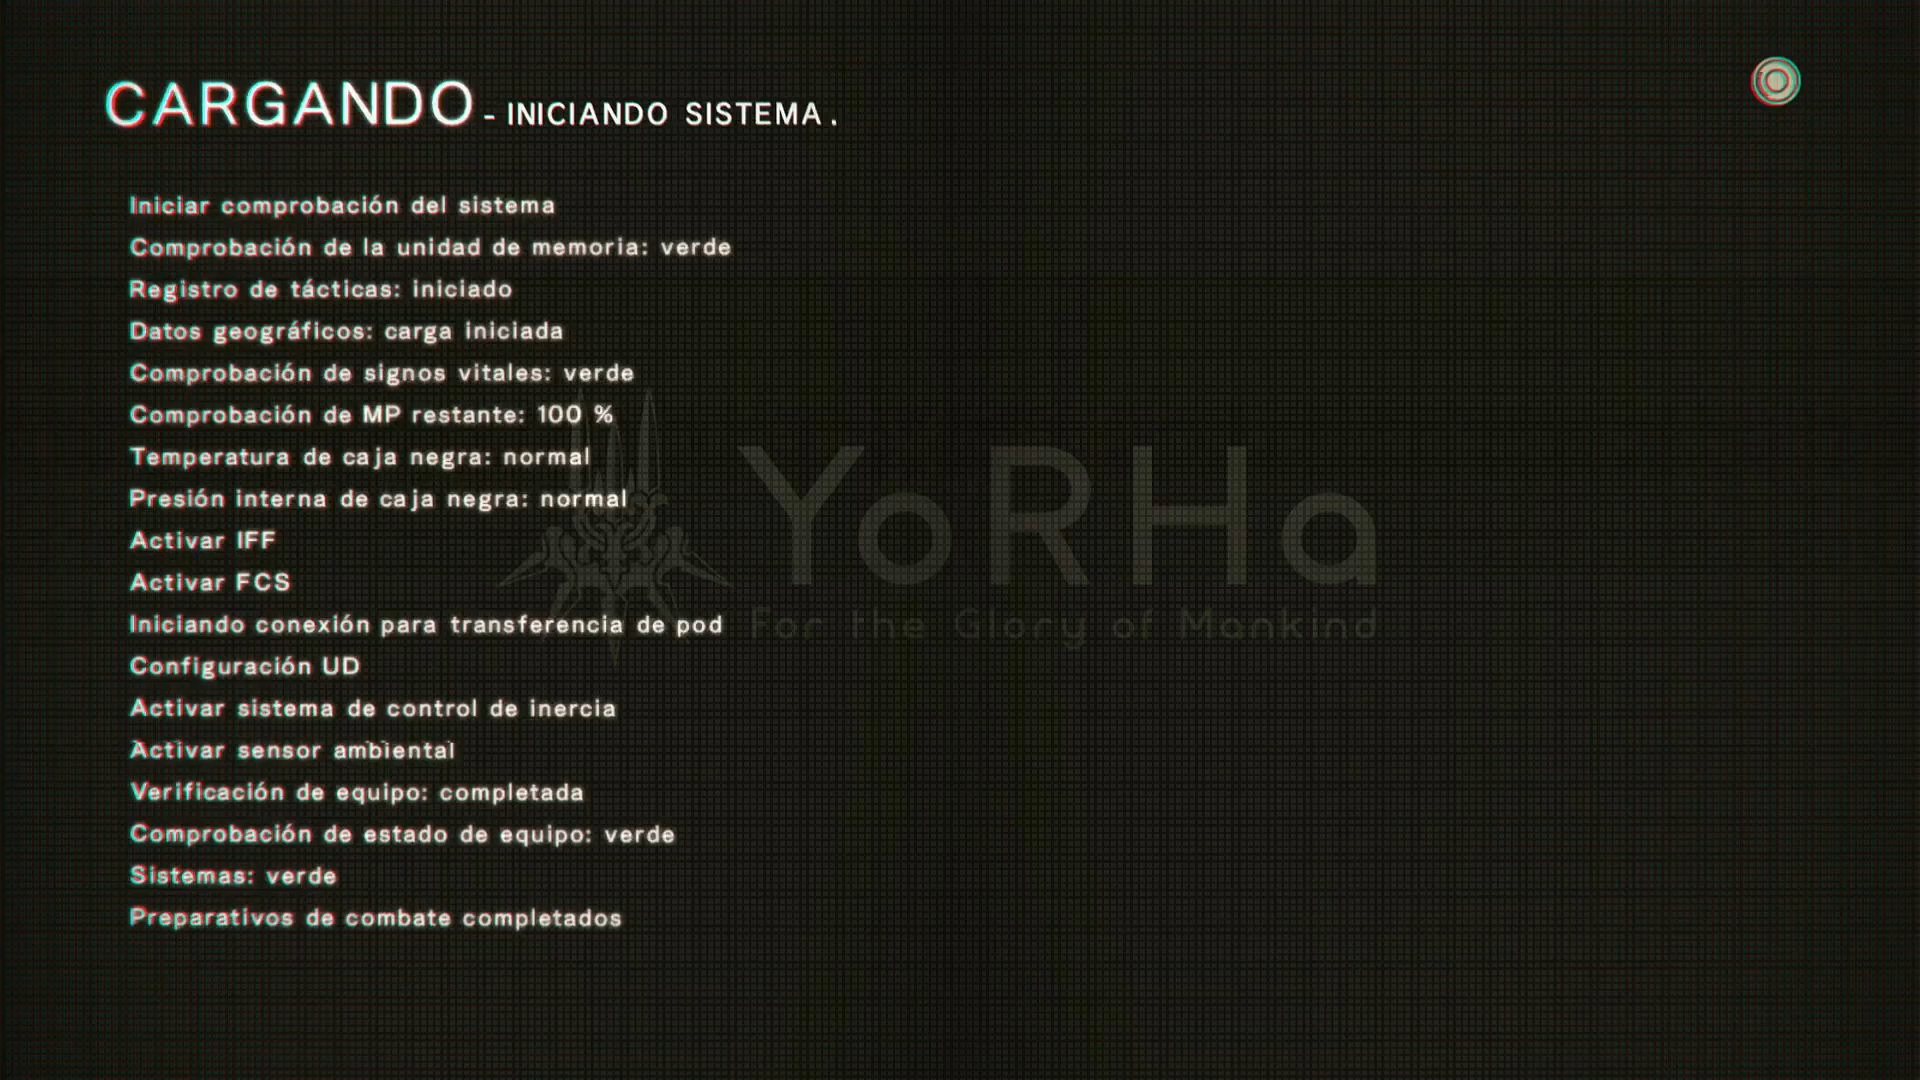 CARGANDO - INICIANDO SISTEMA.
Iniciar comprobación del sistema
Comprobación de la unidad de memoria: verde
Registro de tácticas: iniciado
Datos geográficos: carga iniciada
Comprobación de signos vitales: verde
Comprobación de MP restante: 100 %
Temperatura de caja negra: normal
Presión interna de caja negra: normal
Activar IFF
Activar FCS
Iniciando conexión para transferencia de pod
Configuración UD
Activar sistema de control de inercia
Activar sensor ambiental
Verificación de equipo: completada
Comprobación de estado de equipo: verde
Sistemas: verde
Preparativos de combate completados
YoRHa
For the Glory of Mankind